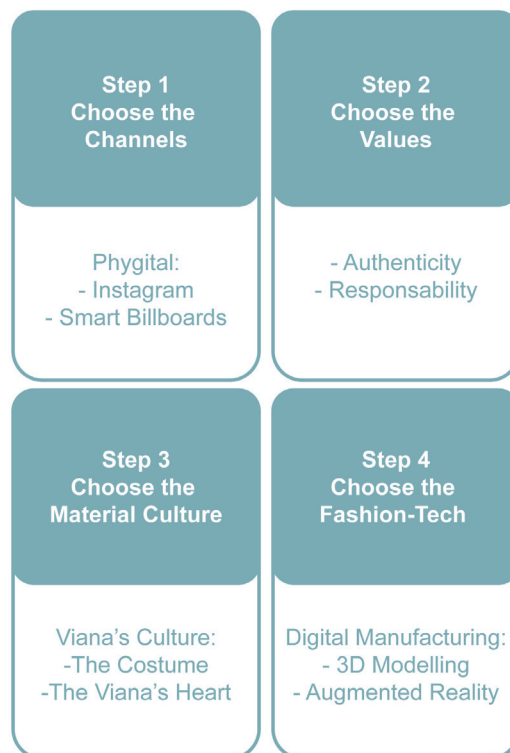 Step 1
Choose the
Channels
Phygital:
- Instagram
- Smart Billboards
Step 2
Choose the
Values
- Authenticity
- Responsability
Step 3
Choose the
Material Culture
Viana’s Culture:
-The Costume
-The Viana’s Heart
Step 4
Choose the
Fashion-Tech
Digital Manufacturing:
- 3D Modelling
- Augmented Reality